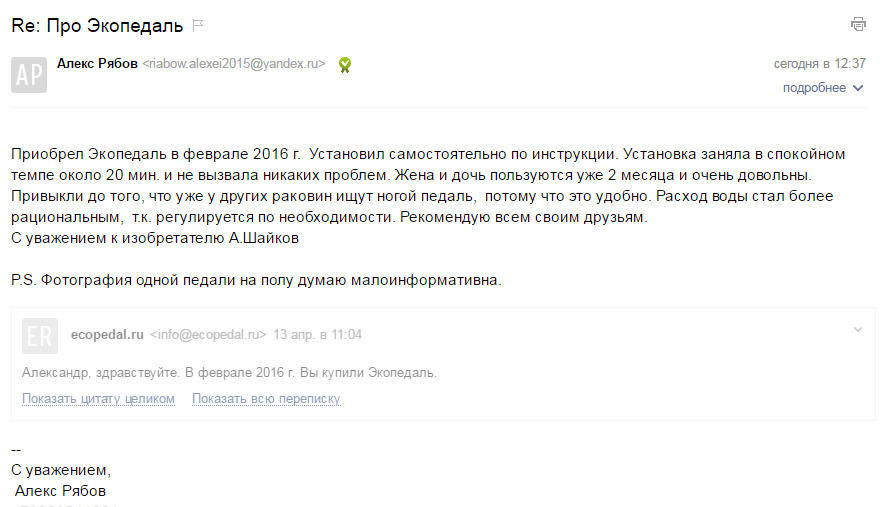 Re: Про Экопедаль
АР
Алекс Рябов <riabow.alexei2015@yandex.ru>
сегодня в 12:37
подробнее
Приобрел Экопедаль в феврале 2016 г. Установил самостоятельно по инструкции. Установка заняла в спокойном
темпе около 20 мин. и не вызвала никаких проблем. Жена и дочь пользуются уже 2 месяца и очень довольны.
Привыкли до того, что уже у других раковин ищут ногой педаль, потому что это удобно. Расход воды стал более
рациональным, т.к. регулируется по необходимости. Рекомендую всем своим друзьям.
С уважением к изобретателю А.Шайков
P.S. Фотография одной педали на полу думаю малоинформативна.
ER
ecopedal.ru <info@ecopedal.ru> 13 апр. в 11:04
Александр, здравствуйте. В феврале 2016 г. Вы купили Экопедаль.
Показать цитату целиком Показать всю переписку
--
С уважением,
Алекс Рябов